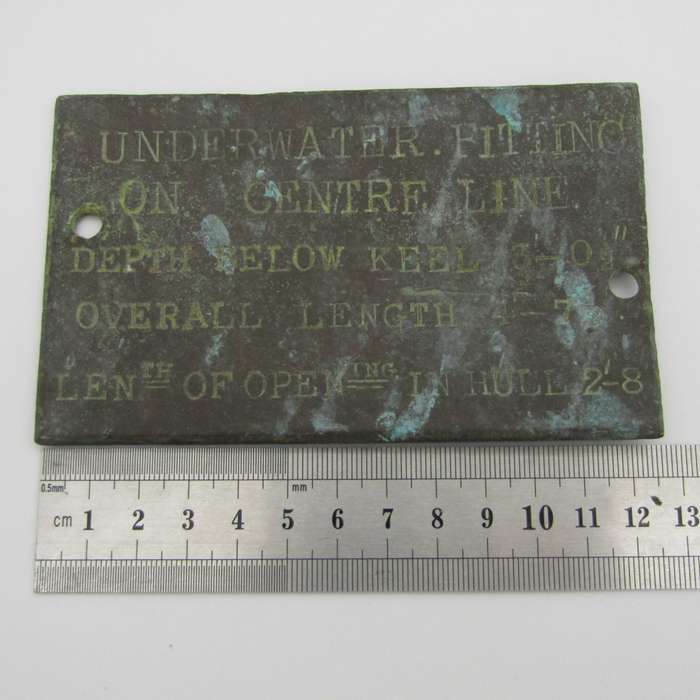 UNDERWATER. FITTING
ON CENTRE LINE.
DEPTH BELOW KEEL
OVERALL LENGTH
LENTH OF OPENING IN HULL 2'-8
0.5mm mm
cm 1 2 3 4 5 6 7 8 9 10 11 12 13